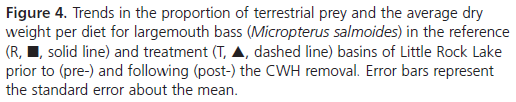 Figure 4. Trends in the proportion of terrestrial prey and the average dry
weight per diet for largemouth bass (Micropterus salmoides) in the reference
(R, ■, solid line) and treatment (T, ▲, dashed line) basins of Little Rock Lake
prior to (pre-) and following (post-) the CWH removal. Error bars represent
the standard error about the mean.